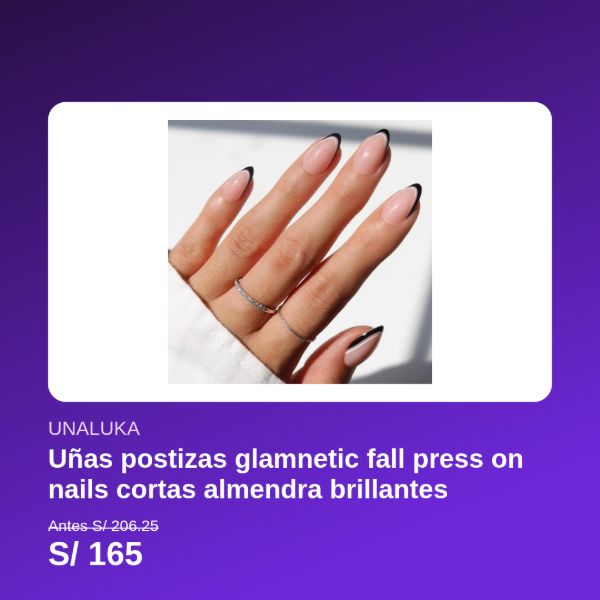 UNALUKA
Uñas postizas glamnetic fall press on
nails cortas almendra brillantes
Antes S/ 206.25
S/ 165